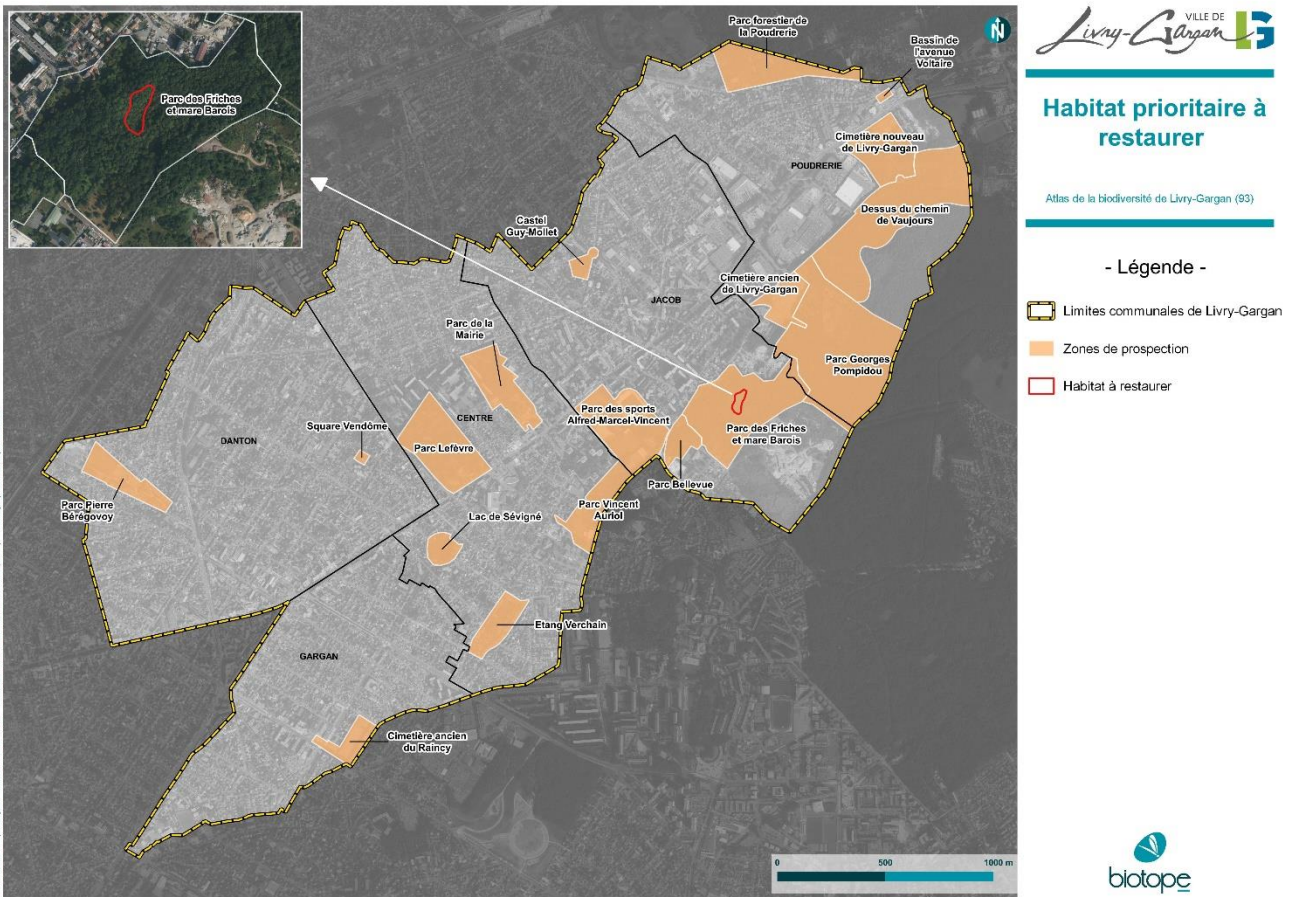 Parc des Friches
et mare Barois
Parc forestier de
la Poudrerie
N
Bassin de
l'avenue
Voltaire
Cimetière nouveau
de Livry-Gargan
POUDRERIE
Dessus du chemin
de Vaujours
Castel
Guy-Mollet
Cimetière ancien
de Livry-Gargan
JACOB
Parc de la
Mairie
Parc Georges
Pompidou
CENTRE
Parc des sports
Alfred-Marcel-Vincent
Square Vendôme
DANTON
Parc Lefèvre
Parc des Friches
et mare Barois
Parc Bellevue
Parc Pierre
Bérégovoy
Parc Vincent
Auriol
Lac de Sévigné
Etang Verchain
GARGAN
Cimetière ancien
du Raincy
0 500 1000 m
VILLE DE
Livry-Gargan LG
Habitat prioritaire à
restaurer
Atlas de la biodiversité de Livry-Gargan (93)
- Légende -
Limites communales de Livry-Gargan
Zones de prospection
Habitat à restaurer
biotope